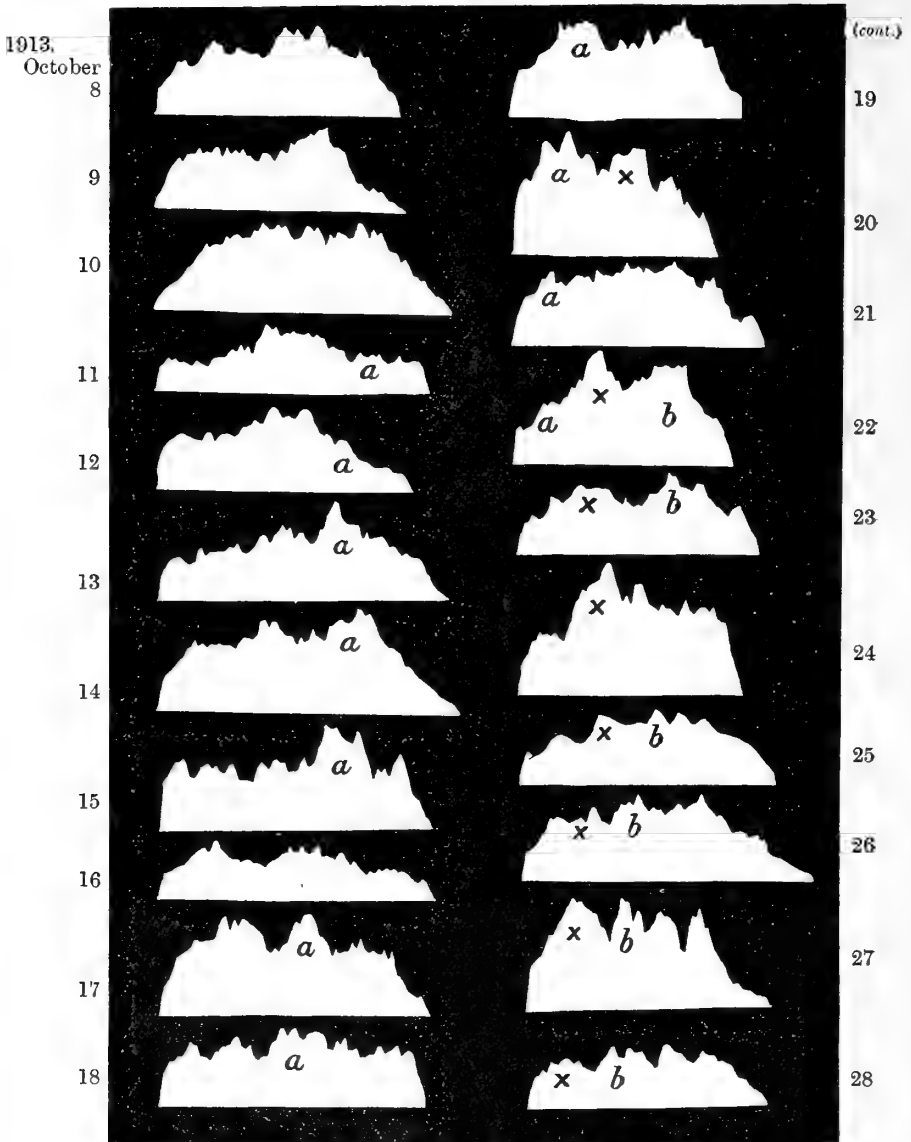 1913.
October
8
9
10
11 a
12 a
13 a
14 a
15 a
16
17 a
18 a
(cont.)
19 a
20 a x
21 a
22 a x b
23 x b
24 x
25 x b
26 x b
27 x b
28 x b